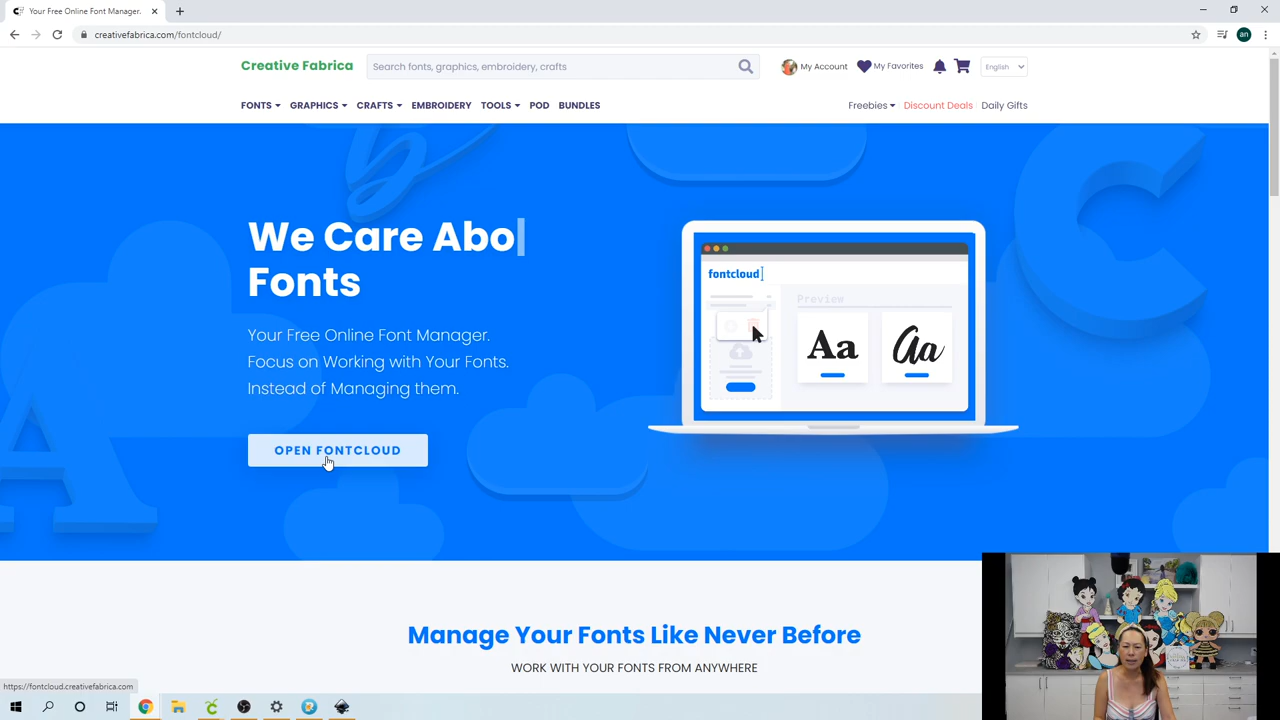 Your Free Online Font Manager.
creativefabrica.com/fontcloud/
an
Creative Fabrica
Search fonts, graphics, embroidery, crafts
My Account
My Favorites
English
FONTS
GRAPHICS
CRAFTS
EMBROIDERY
TOOLS
POD
BUNDLES
Freebies
Discount Deals
Daily Gifts
We Care Abo
Fonts
Your Free Online Font Manager.
Focus on Working with Your Fonts.
Instead of Managing them.
OPEN FONTCLOUD
fontcloud
Preview
Aa
Aa
Manage Your Fonts Like Never Before
WORK WITH YOUR FONTS FROM ANYWHERE
https://fontcloud.creativefabrica.com